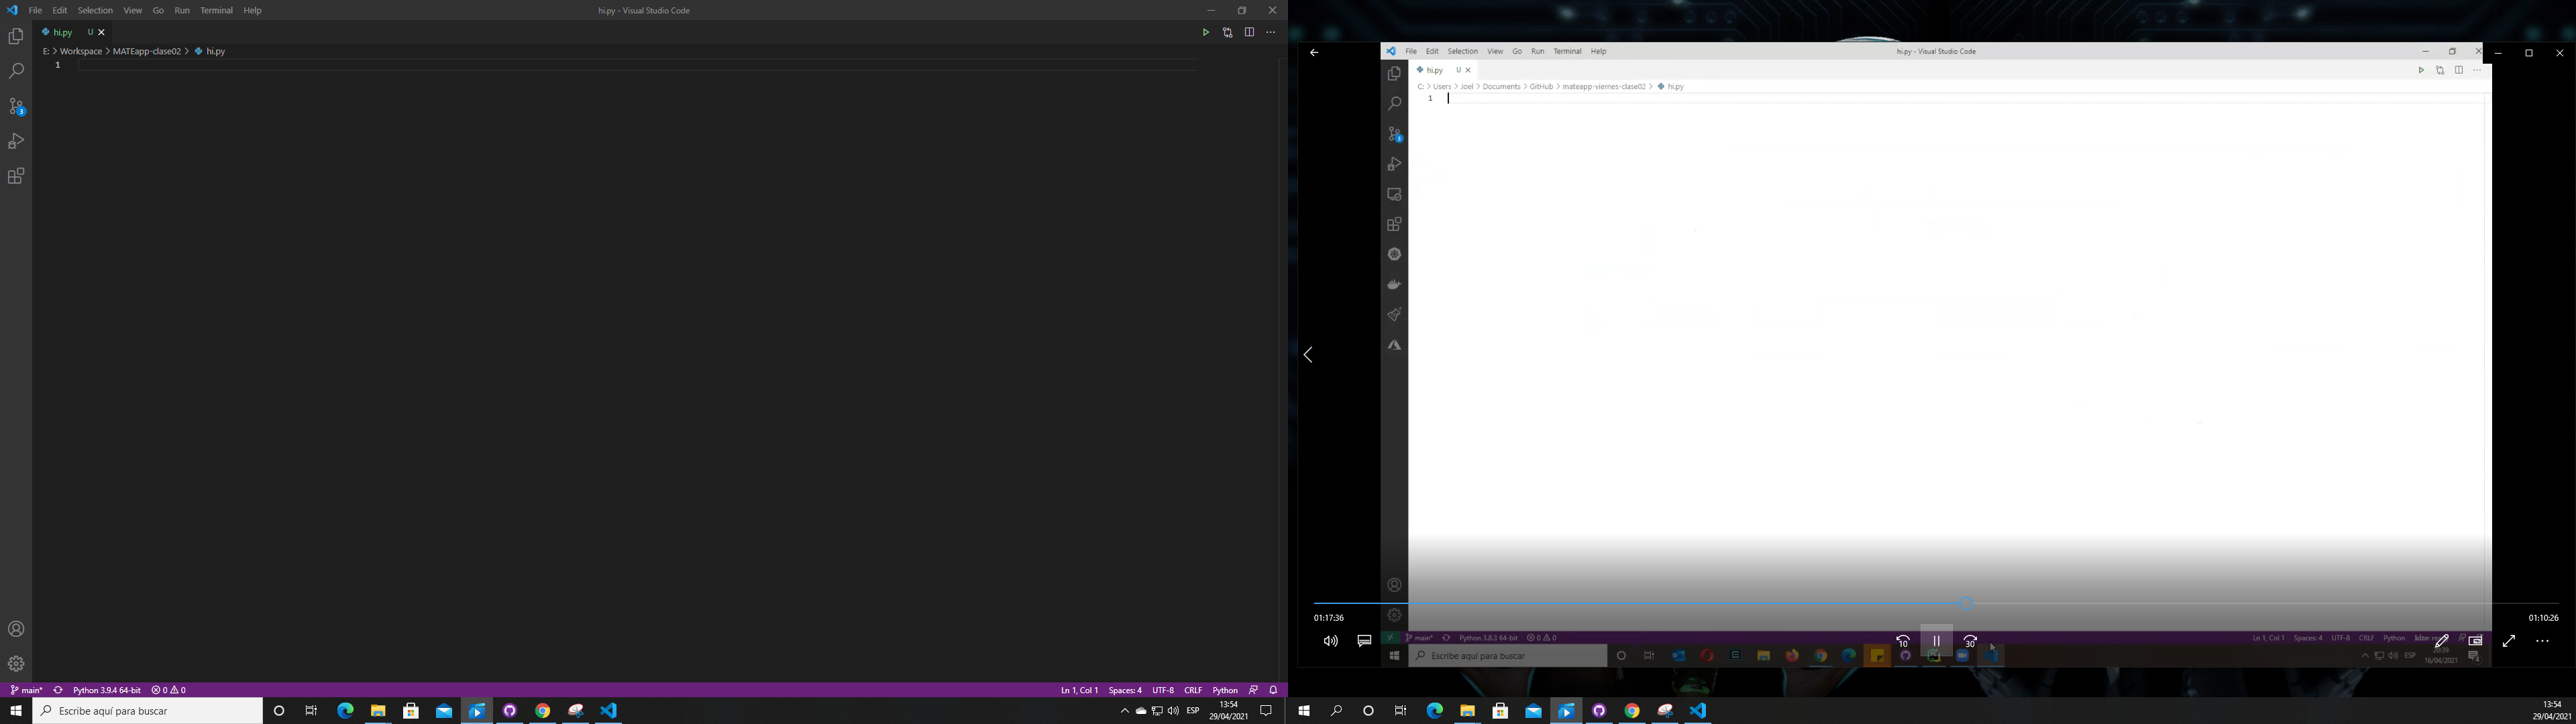 File Edit Selection View Go Run Terminal Help
hi.py - Visual Studio Code
hi.py U
E: > Workspace > MATEapp-clase02 > hi.py
1
3
main* Python 3.9.4 64-bit 0 0
Ln 1, Col 1 Spaces: 4 UTF-8 CRLF Python
Escribe aquí para buscar
ESP
13:54
29/04/2021
File Edit Selection View Go Run Terminal Help
hi.py - Visual Studio Code
hi.py U
C: > Users > Joel > Documents > GitHub > mateapp-viernes-clase02 > hi.py
1
01:17:36
01:10:26
10
30
main* Python 3.8.3 64-bit 0 0
Ln 1, Col 1 Spaces: 4 UTF-8 CRLF Python
Escribe aquí para buscar
ESP
20:39
16/04/2021
13:54
29/04/2021